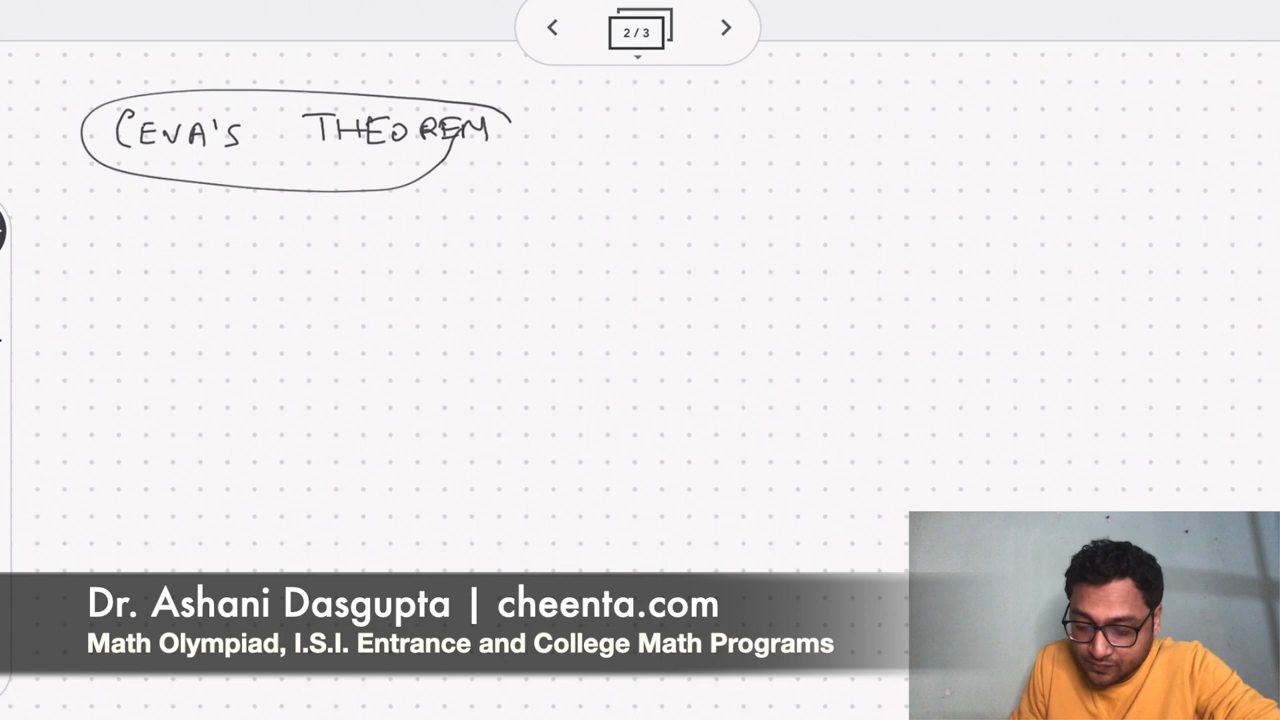 2 / 3
CEVA'S THEOREM
Dr. Ashani Dasgupta | cheenta.com
Math Olympiad, I.S.I. Entrance and College Math Programs